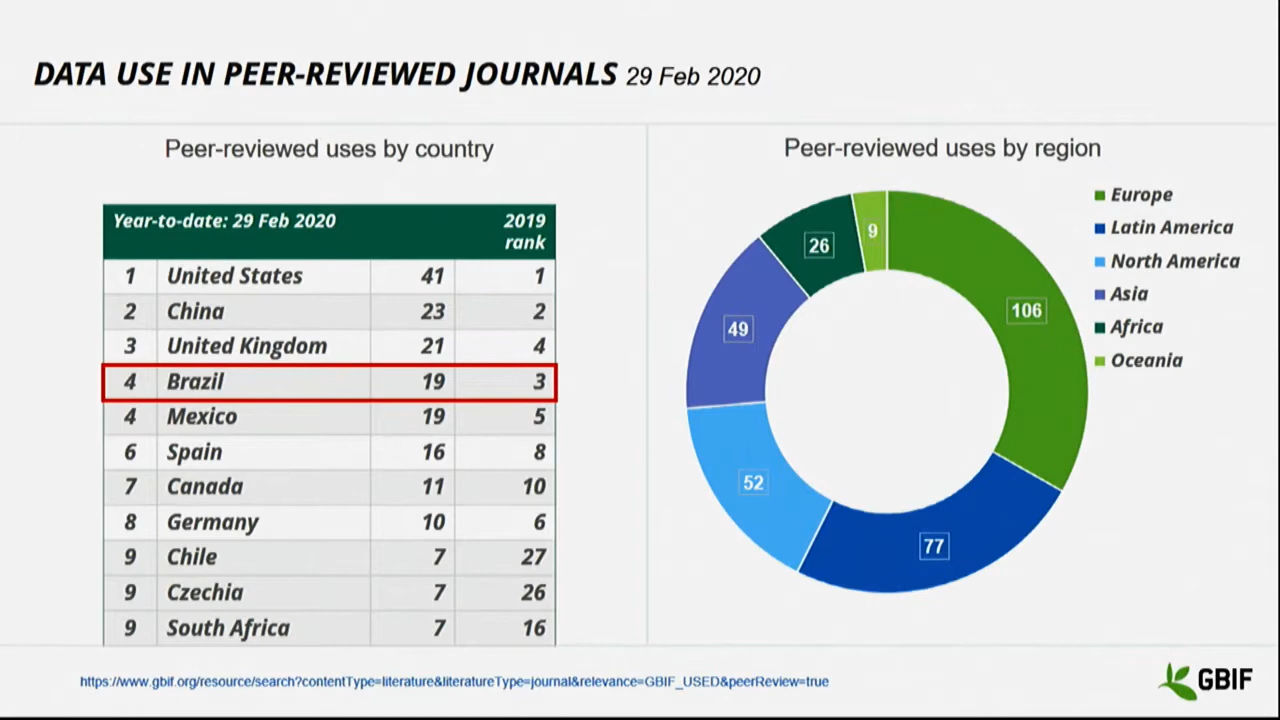 DATA USE IN PEER-REVIEWED JOURNALS 29 Feb 2020
Peer-reviewed uses by country
Year-to-date: 29 Feb 2020 2019 rank
1 United States 41 1
2 China 23 2
3 United Kingdom 21 4
4 Brazil 19 3
4 Mexico 19 5
6 Spain 16 8
7 Canada 11 10
8 Germany 10 6
9 Chile 7 27
9 Czechia 7 26
9 South Africa 7 16
Peer-reviewed uses by region
Europe
Latin America
North America
Asia
Africa
Oceania
106
77
52
49
26
9
https://www.gbif.org/resource/search?contentType=literature&literatureType=journal&relevance=GBIF_USED&peerReview=true
GBIF